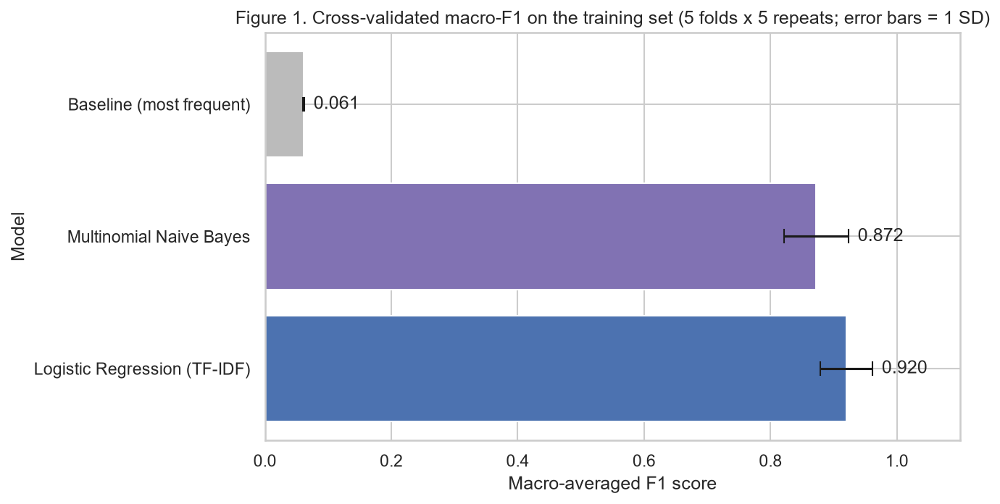 Figure 1. Cross-validated macro-F1 on the training set (5 folds x 5 repeats; error bars = 1 SD)
Baseline (most frequent)
0.061
Multinomial Naive Bayes
0.872
Logistic Regression (TF-IDF)
0.920
Model
0.0 0.2 0.4 0.6 0.8 1.0
Macro-averaged F1 score